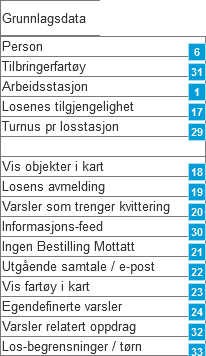 Grunnlagsdata
Person 6
Tilbringerfartøy 31
Arbeidsstasjon 1
Losenes tilgjengelighet 17
Turnus pr losstasjon 29
Vis objekter i kart 18
Losens avmelding 19
Varsler som trenger kvittering 20
Informasjons-feed 30
Ingen Bestilling Mottatt 21
Utgående samtale / e-post 22
Vis fartøy i kart 23
Egendefinerte varsler 24
Varsler relatert oppdrag 32
Los-begrensninger / tørn 33